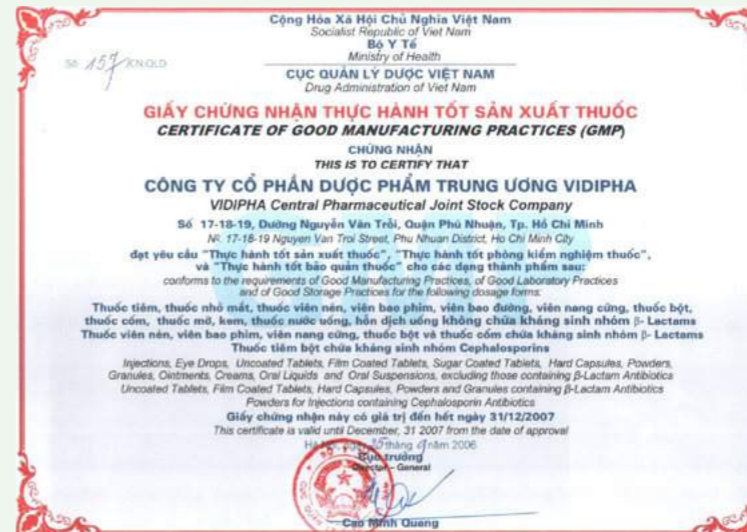 Cộng Hòa Xã Hội Chủ Nghĩa Việt Nam
Socialist Republic of Viet Nam
Bộ Y Tế
Ministry of Health
Số 157/KN.QLD
CỤC QUẢN LÝ DƯỢC VIỆT NAM
Drug Administration of Viet Nam
GIẤY CHỨNG NHẬN THỰC HÀNH TỐT SẢN XUẤT THUỐC
CERTIFICATE OF GOOD MANUFACTURING PRACTICES (GMP)
CHỨNG NHẬN
THIS IS TO CERTIFY THAT
CÔNG TY CỔ PHẦN DƯỢC PHẨM TRUNG ƯƠNG VIDIPHA
VIDIPHA Central Pharmaceutical Joint Stock Company
Số 17-18-19, Đường Nguyễn Văn Trỗi, Quận Phú Nhuận, Tp. Hồ Chí Minh
Nº. 17-18-19 Nguyen Van Troi Street, Phu Nhuan District, Ho Chi Minh City
đạt yêu cầu "Thực hành tốt sản xuất thuốc", "Thực hành tốt phòng kiểm nghiệm thuốc",
và "Thực hành tốt bảo quản thuốc" cho các dạng thành phẩm sau:
conforms to the requirements of Good Manufacturing Practices, of Good Laboratory Practices
and of Good Storage Practices for the following dosage forms:
Thuốc tiêm, thuốc nhỏ mắt, thuốc viên nén, viên bao phim, viên bao đường, viên nang cứng, thuốc bột,
thuốc cốm, thuốc mỡ, kem, thuốc nước uống, hỗn dịch uống không chứa kháng sinh nhóm β- Lactams
Thuốc viên nén, viên bao phim, viên nang cứng, thuốc bột và thuốc cốm chứa kháng sinh nhóm β- Lactams
Thuốc tiêm bột chứa kháng sinh nhóm Cephalosporins
Injections, Eye Drops, Uncoated Tablets, Film Coated Tablets, Sugar Coated Tablets, Hard Capsules, Powders,
Granules, Ointments, Creams, Oral Liquids and Oral Suspensions, excluding those containing β-Lactam Antibiotics
Uncoated Tablets, Film Coated Tablets, Hard Capsules, Powders and Granules containing β-Lactam Antibiotics
Powders for Injections containing Cephalosporin Antibiotics
Giấy chứng nhận này có giá trị đến hết ngày 31/12/2007
This certificate is valid until December, 31 2007 from the date of approval
tháng năm 2006
Cục trưởng
Director - General
Cao Minh Quang